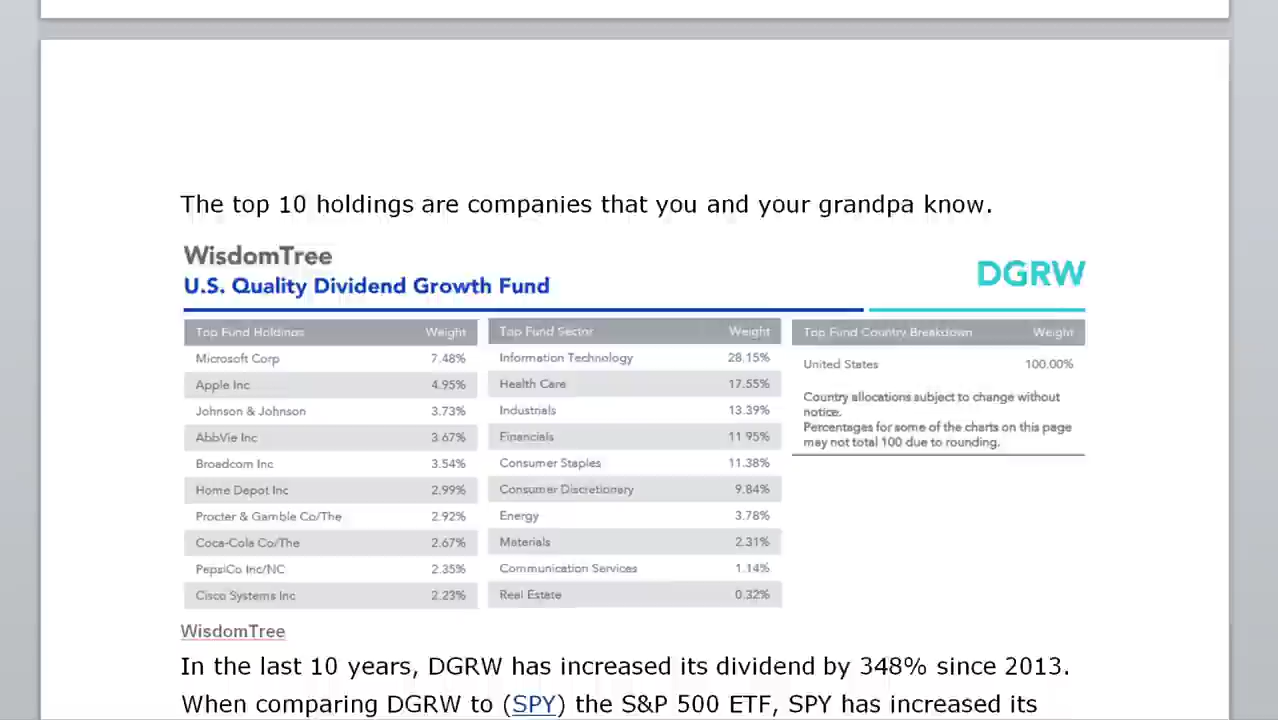 The top 10 holdings are companies that you and your grandpa know.
WisdomTree
U.S. Quality Dividend Growth Fund
DGRW
Top Fund Holdings Weight
Microsoft Corp 7.48%
Apple Inc 4.95%
Johnson & Johnson 3.73%
AbbVie Inc 3.67%
Broadcom Inc 3.54%
Home Depot Inc 2.99%
Procter & Gamble Co/The 2.92%
Coca-Cola Co/The 2.67%
PepsiCo Inc/NC 2.35%
Cisco Systems Inc 2.23%
Top Fund Sector Weight
Information Technology 28.15%
Health Care 17.55%
Industrials 13.39%
Financials 11.95%
Consumer Staples 11.38%
Consumer Discretionary 9.84%
Energy 3.78%
Materials 2.31%
Communication Services 1.14%
Real Estate 0.32%
Top Fund Country Breakdown Weight
United States 100.00%
Country allocations subject to change without
notice.
Percentages for some of the charts on this page
may not total 100 due to rounding.
WisdomTree
In the last 10 years, DGRW has increased its dividend by 348% since 2013.
When comparing DGRW to (SPY) the S&P 500 ETF, SPY has increased its